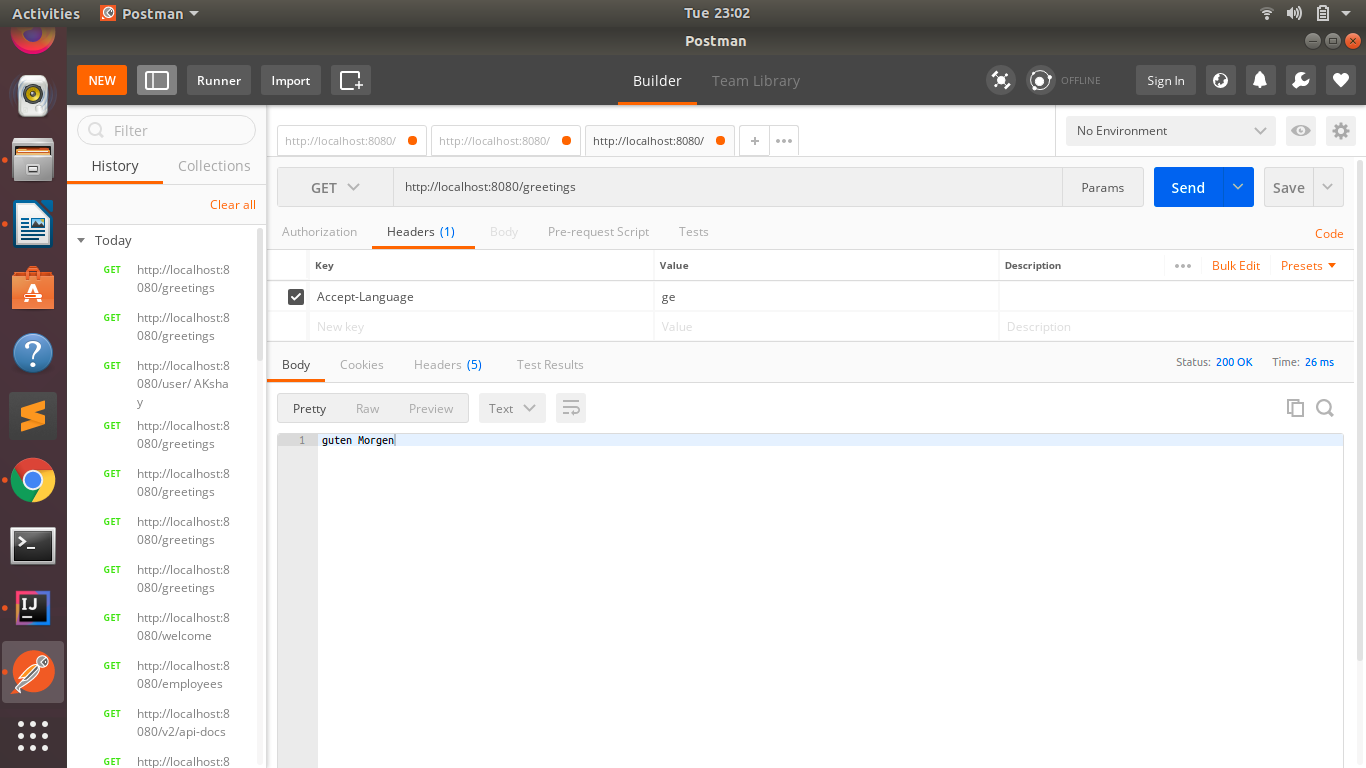 Activities
Postman
Tue 23:02
Postman
NEW
Runner
Import
Builder
Team Library
OFFLINE
Sign In
Filter
History
Collections
Clear all
Today
GET http://localhost:8
080/greetings
GET http://localhost:8
080/greetings
GET http://localhost:8
080/user/ AKsha
y
GET http://localhost:8
080/greetings
GET http://localhost:8
080/greetings
GET http://localhost:8
080/greetings
GET http://localhost:8
080/greetings
GET http://localhost:8
080/welcome
GET http://localhost:8
080/employees
GET http://localhost:8
080/v2/api-docs
GET http://localhost:8
http://localhost:8080/
http://localhost:8080/
http://localhost:8080/
+
•••
No Environment
GET
http://localhost:8080/greetings
Params
Send
Save
Authorization
Headers (1)
Body
Pre-request Script
Tests
Code
Key
Value
Description
•••
Bulk Edit
Presets
Accept-Language
ge
New key
Value
Description
Body
Cookies
Headers (5)
Test Results
Status: 200 OK
Time: 26 ms
Pretty
Raw
Preview
Text
1
guten Morgen
IJ